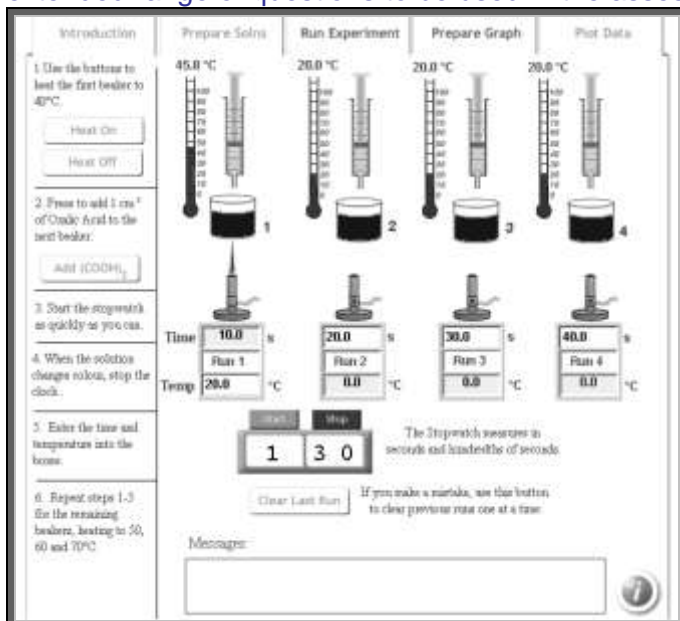 Introduction
Prepare Solns
Run Experiment
Prepare Graph
Plot Data
1 Use the buttons to
heat the first beaker to
40°C.
Heat On
Heat Off
2. Press to add 1 cm³
of Oxalic Acid to the
next beaker.
Add (COOH)₂
3. Start the stopwatch
as quickly as you can.
4. When the solution
changes colour, stop the
clock.
5. Enter the time and
temperature into the
boxes.
6. Repeat steps 1-5
for the remaining
beakers, heating to 50,
60 and 70°C
45.0 °C
20.0 °C
20.0 °C
20.0 °C
1
2
3
4
Time 10.0 s
20.0 s
30.0 s
40.0 s
Run 1
Run 2
Run 3
Run 4
Temp 20.0 °C
0.0 °C
0.0 °C
0.0 °C
Start
Stop
1 3 0
The Stopwatch measures in
seconds and hundredths of seconds.
Clear Last Run
If you make a mistake, use this button
to clear previous runs one at a time.
Messages:
i